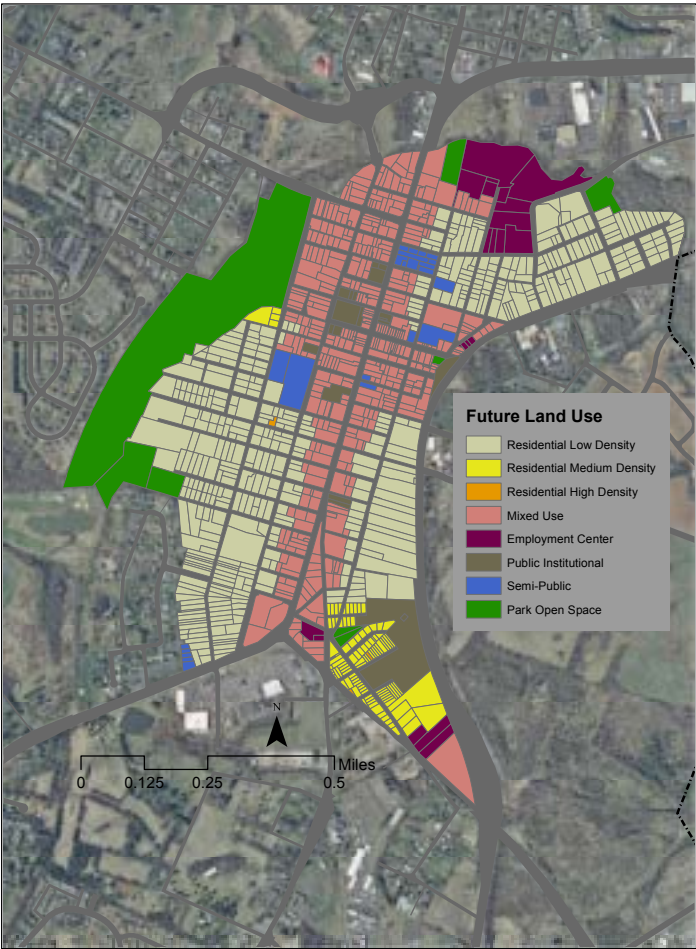 Future Land Use
Residential Low Density
Residential Medium Density
Residential High Density
Mixed Use
Employment Center
Public Institutional
Semi-Public
Park Open Space
N
Miles
0 0.125 0.25 0.5